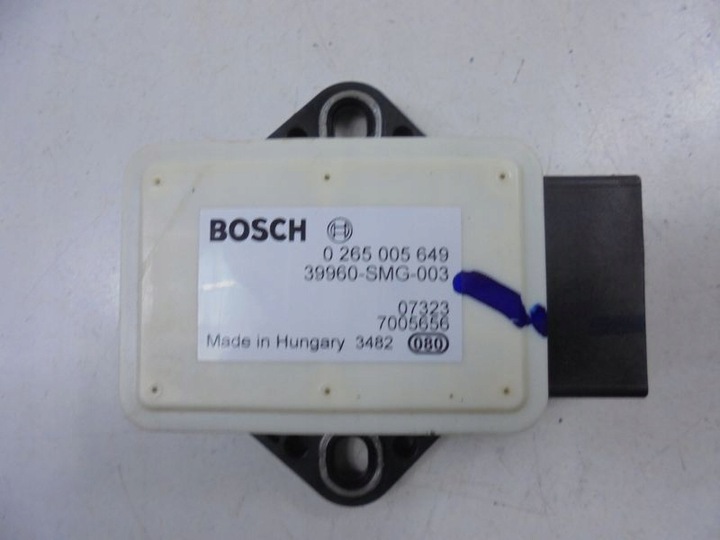 BOSCH
0 265 005 649
39960-SMG-003
07323
7005656
Made in Hungary 3482 080